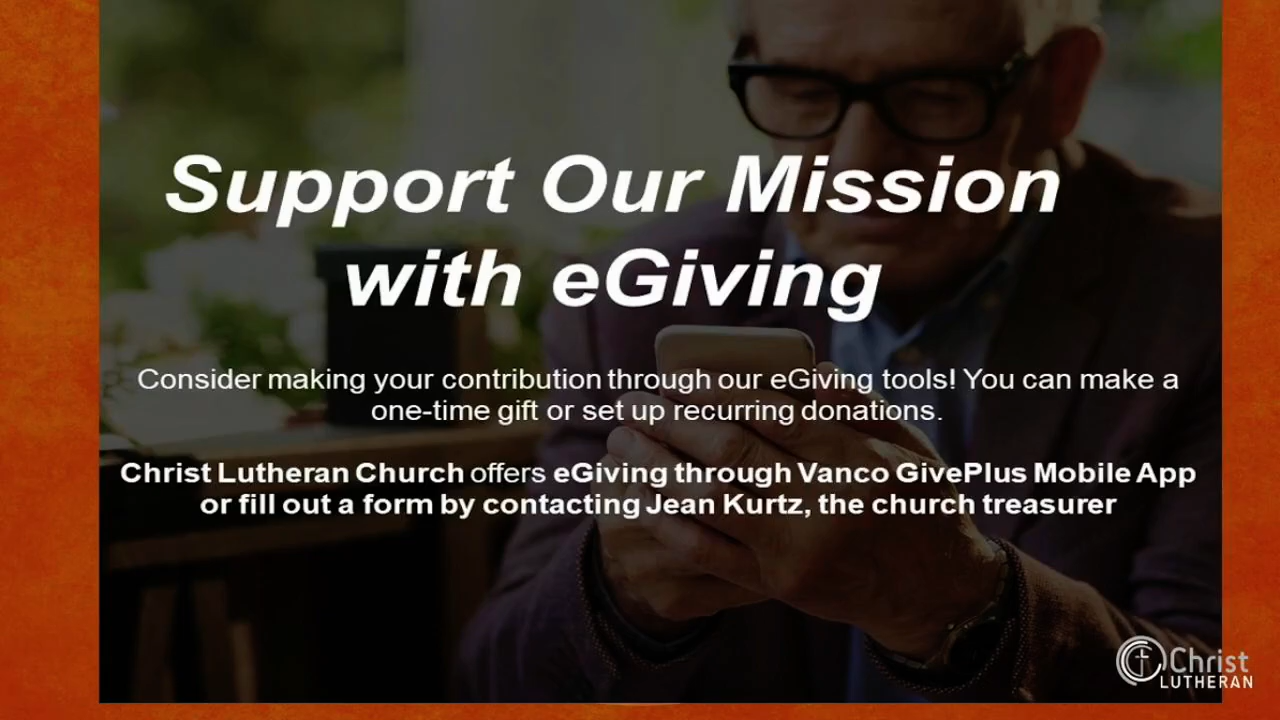 Support Our Mission
with eGiving
Consider making your contribution through our eGiving tools! You can make a
one-time gift or set up recurring donations.
Christ Lutheran Church offers eGiving through Vanco GivePlus Mobile App
or fill out a form by contacting Jean Kurtz, the church treasurer
Christ
LUTHERAN